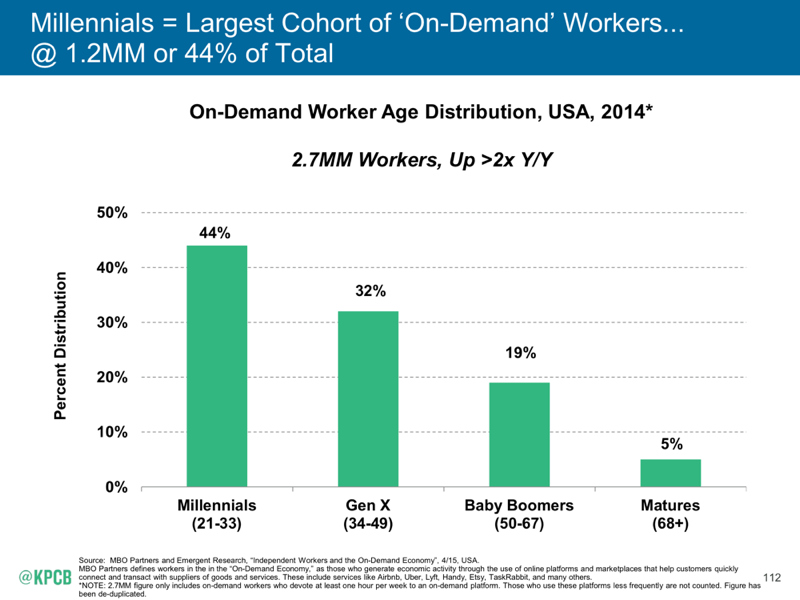 Millennials = Largest Cohort of ‘On-Demand’ Workers...
@ 1.2MM or 44% of Total
On-Demand Worker Age Distribution, USA, 2014*
2.7MM Workers, Up >2x Y/Y
Percent Distribution
50%
40%
30%
20%
10%
0%
44%
32%
19%
5%
Millennials
(21-33)
Gen X
(34-49)
Baby Boomers
(50-67)
Matures
(68+)
@KPCB
Source: MBO Partners and Emergent Research, “Independent Workers and the On-Demand Economy”, 4/15, USA.
MBO Partners defines workers in the in the “On-Demand Economy,” as those who generate economic activity through the use of online platforms and marketplaces that help customers quickly
connect and transact with suppliers of goods and services. These include services like Airbnb, Uber, Lyft, Handy, Etsy, TaskRabbit, and many others.
*NOTE: 2.7MM figure only includes on-demand workers who devote at least one hour per week to an on-demand platform. Those who use these platforms less frequently are not counted. Figure has
been de-duplicated.
112